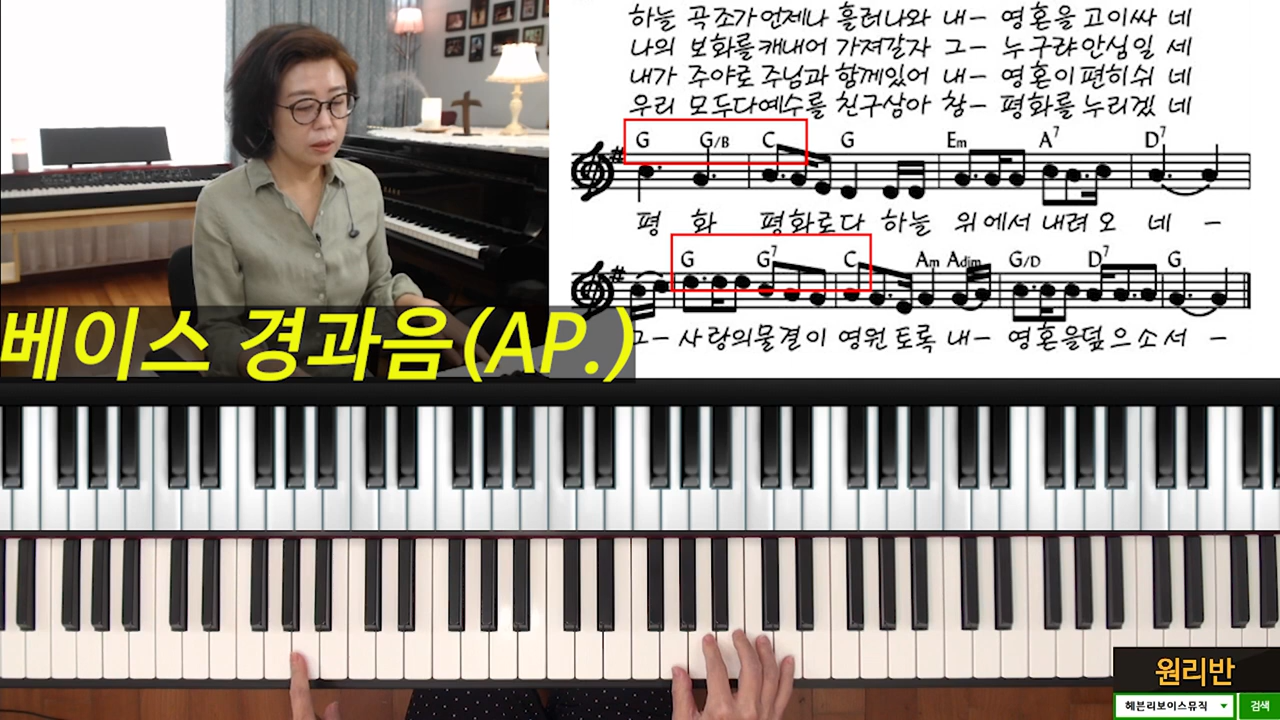 하늘 곡조가언제나 흘러나와 내- 영혼을 고이싸 네
나의 보화를캐내어 가져갈자 그- 누구랴안심일 세
내가 주야로주님과 함께있어 내- 영혼이편히쉬 네
우리 모두다예수를 친구삼아 참- 평화를누리겠 네
G G/B C G Em A7 D7
평 화 평화로다 하늘 위에서내려오 네 -
G G7 C Am Adim G/D D7 G
그- 사랑의물결이 영원토록 내- 영혼을덮으소서 -
베이스 경과음(AP.)
원리반
헤븐리보이스뮤직 검색